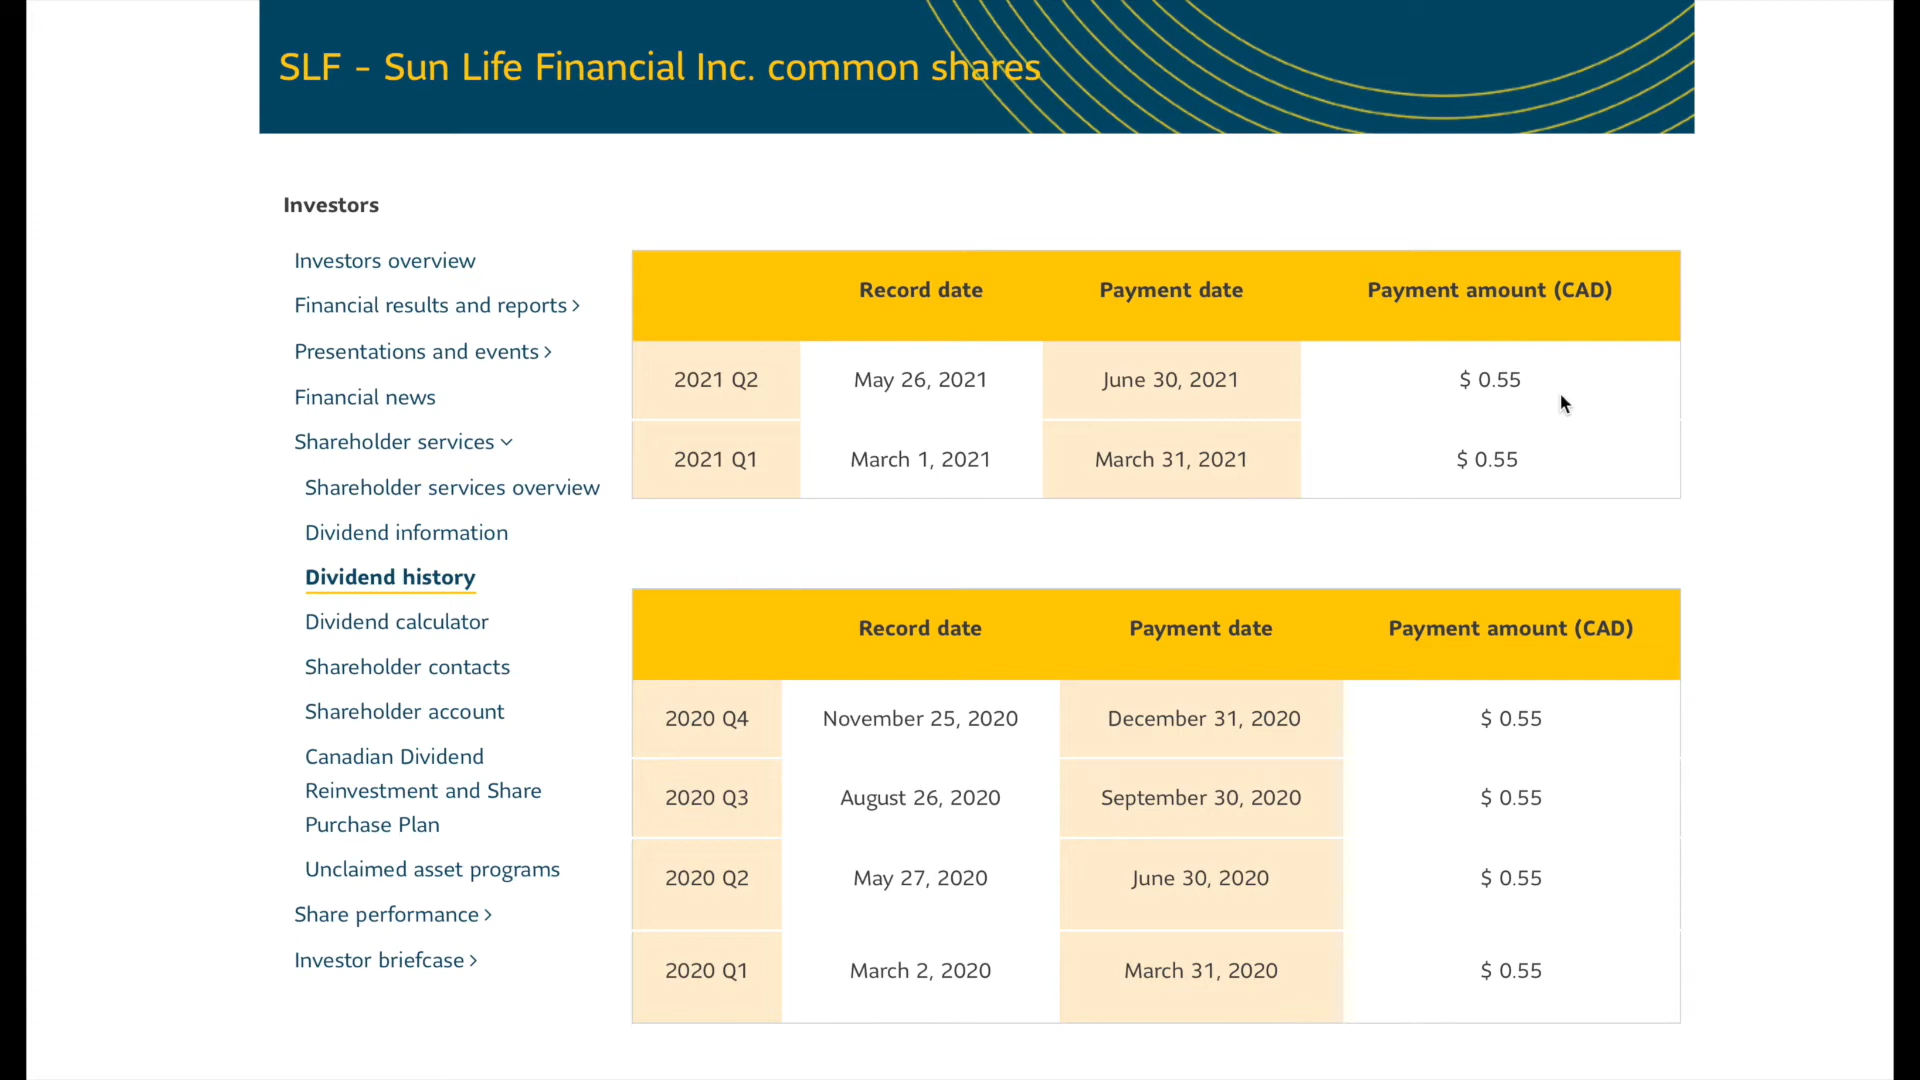 SLF - Sun Life Financial Inc. common shares
Investors
Investors overview
Financial results and reports
Presentations and events
Financial news
Shareholder services
Shareholder services overview
Dividend information
Dividend history
Dividend calculator
Shareholder contacts
Shareholder account
Canadian Dividend
Reinvestment and Share
Purchase Plan
Unclaimed asset programs
Share performance
Investor briefcase
Record date Payment date Payment amount (CAD)
2021 Q2 May 26, 2021 June 30, 2021 $ 0.55
2021 Q1 March 1, 2021 March 31, 2021 $ 0.55
Record date Payment date Payment amount (CAD)
2020 Q4 November 25, 2020 December 31, 2020 $ 0.55
2020 Q3 August 26, 2020 September 30, 2020 $ 0.55
2020 Q2 May 27, 2020 June 30, 2020 $ 0.55
2020 Q1 March 2, 2020 March 31, 2020 $ 0.55